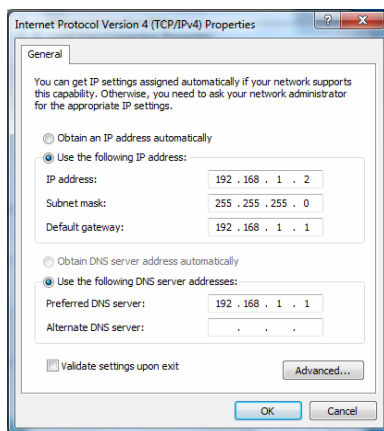 Internet Protocol Version 4 (TCP/IPv4) Properties
General
You can get IP settings assigned automatically if your network supports
this capability. Otherwise, you need to ask your network administrator
for the appropriate IP settings.
Obtain an IP address automatically
Use the following IP address:
IP address: 192 . 168 . 1 . 2
Subnet mask: 255 . 255 . 255 . 0
Default gateway: 192 . 168 . 1 . 1
Obtain DNS server address automatically
Use the following DNS server addresses:
Preferred DNS server: 192 . 168 . 1 . 1
Alternate DNS server: . . .
Validate settings upon exit
Advanced...
OK Cancel